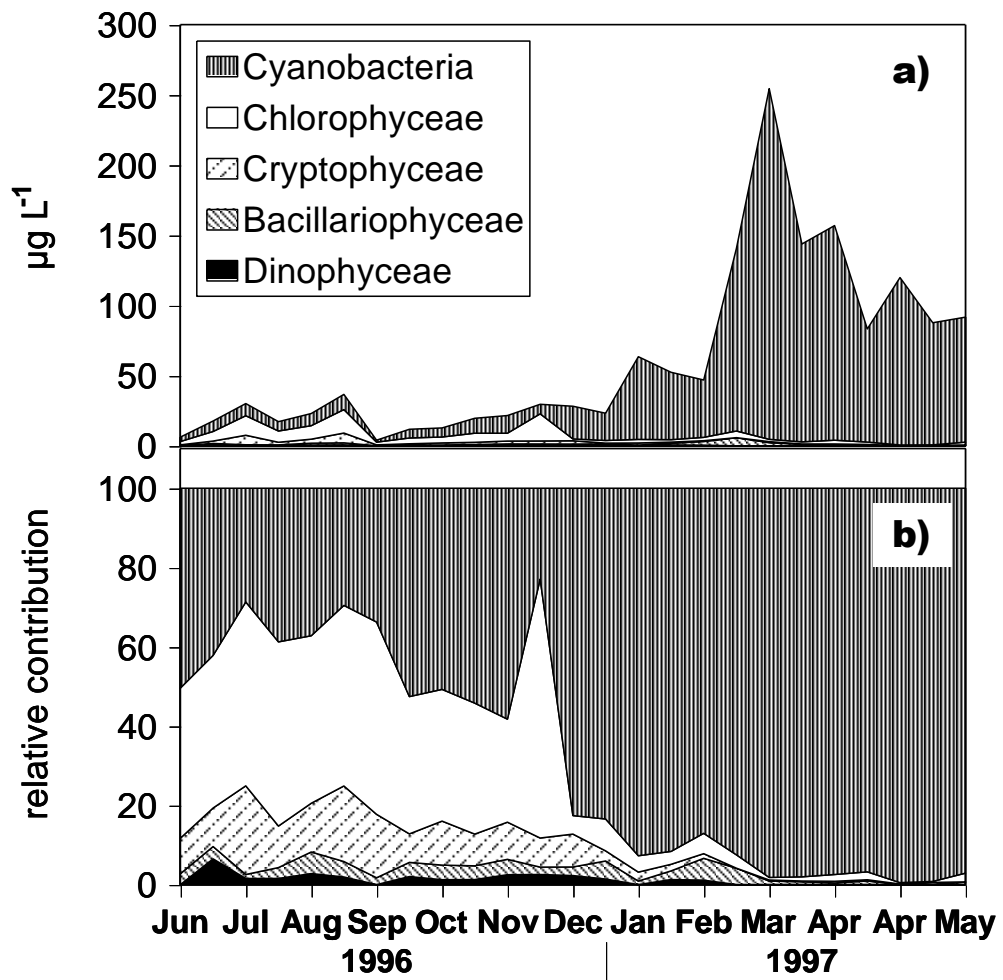 300
250
200
150
100
50
0
µg L-1
Cyanobacteria
Chlorophyceae
Cryptophyceae
Bacillariophyceae
Dinophyceae
a)
100
80
60
40
20
0
relative contribution
b)
Jun Jul Aug Sep Oct Nov Dec Jan Feb Mar Apr Apr May
1996 1997